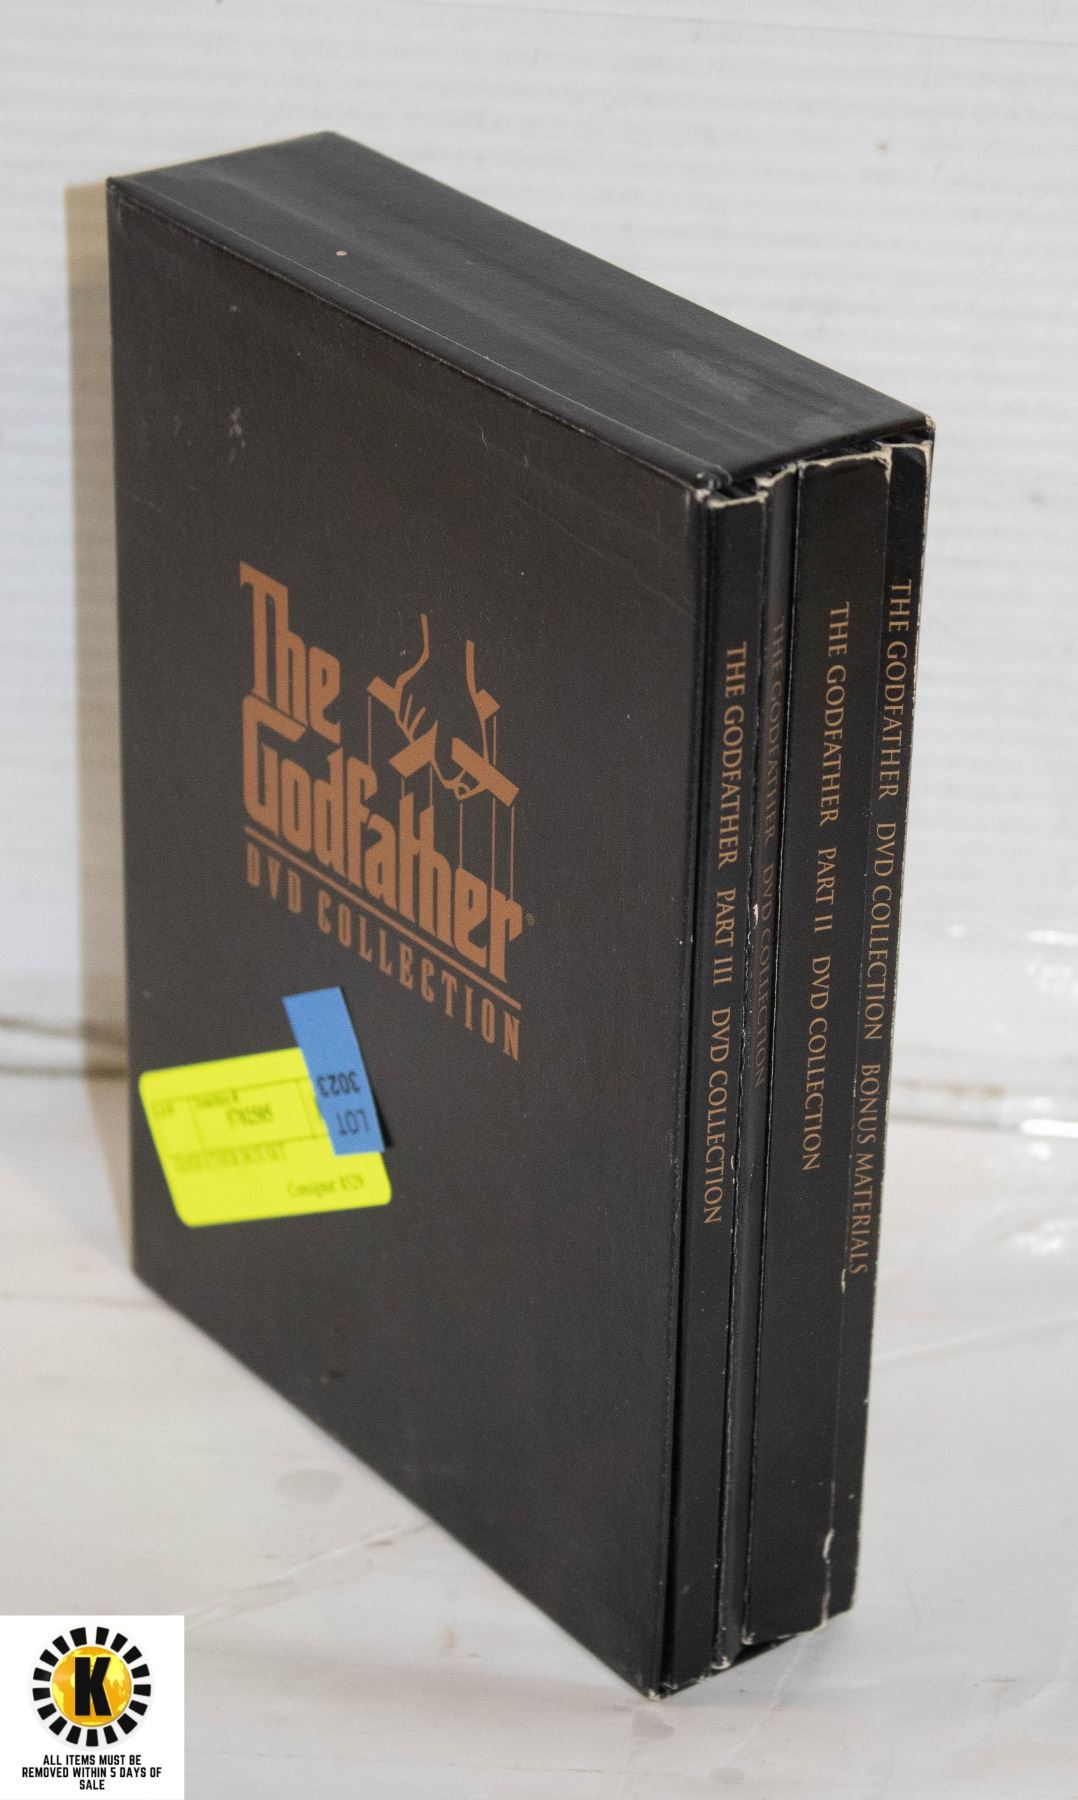 The
Godfather®
DVD COLLECTION
LOT
3023
Consignor: 8529
THE GODFATHER PART III DVD COLLECTION
THE GODFATHER DVD COLLECTION
THE GODFATHER PART II DVD COLLECTION
THE GODFATHER DVD COLLECTION BONUS MATERIALS
K
ALL ITEMS MUST BE
REMOVED WITHIN 5 DAYS OF
SALE